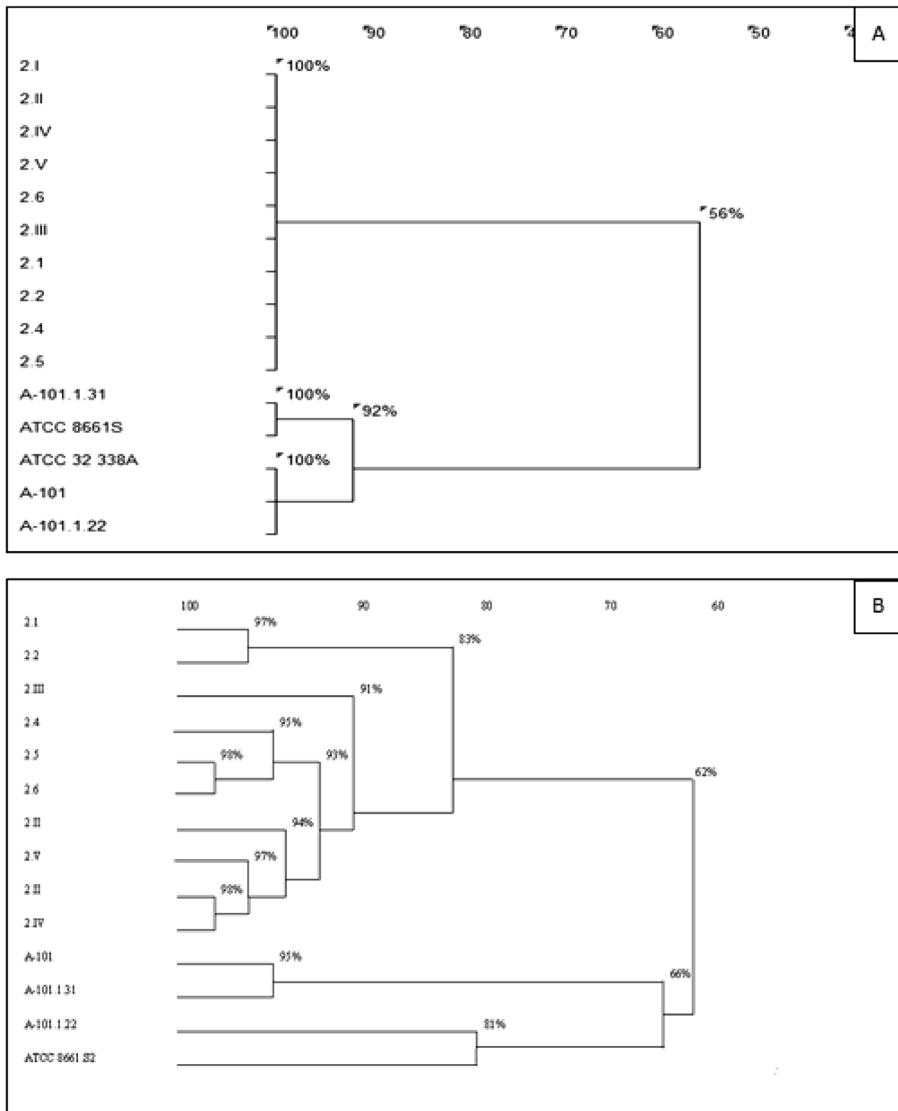 100 90 80 70 60 50 A
2.I 100%
2.II
2.IV
2.V
2.6
2.III 56%
2.1
2.2
2.4
2.5
A-101.1.31 100% 92%
ATCC 8661S
ATCC 32 338A 100%
A-101
A-101.1.22
100 90 80 70 60 B
2.1 97% 83%
2.2
2.III 91%
2.4 95%
2.5 98% 93%
2.6 62%
2.II 94%
2.V 97%
2.II 98%
2.IV
A-101 95% 66%
A-101.1.31
A-101.1.22 81%
ATCC 8661.S2